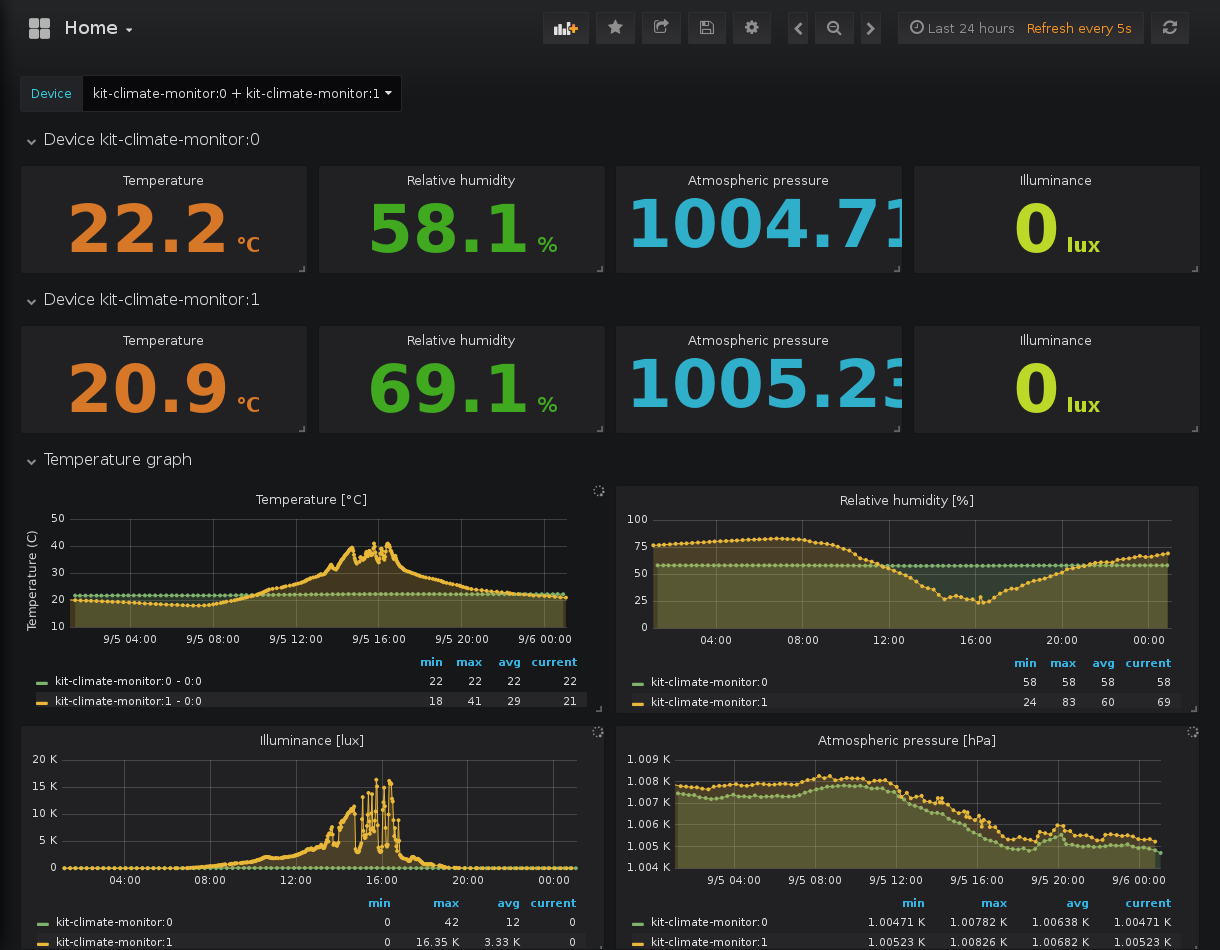 Home
Last 24 hours Refresh every 5s
Device kit-climate-monitor:0 + kit-climate-monitor:1
Device kit-climate-monitor:0
Temperature Relative humidity Atmospheric pressure Illuminance
22.2 °C 58.1 % 1004.71 0 lux
Device kit-climate-monitor:1
Temperature Relative humidity Atmospheric pressure Illuminance
20.9 °C 69.1 % 1005.23 0 lux
Temperature graph
Temperature [°C]
Temperature (C)
50
40
30
20
10
9/5 04:00 9/5 08:00 9/5 12:00 9/5 16:00 9/5 20:00 9/6 00:00
min max avg current
kit-climate-monitor:0 - 0:0 22 22 22 22
kit-climate-monitor:1 - 0:0 18 41 29 21
Relative humidity [%]
100
75
50
25
0
04:00 08:00 12:00 16:00 20:00 00:00
min max avg current
kit-climate-monitor:0 58 58 58 58
kit-climate-monitor:1 24 83 60 69
Illuminance [lux]
20 K
15 K
10 K
5 K
0
04:00 08:00 12:00 16:00 20:00 00:00
min max avg current
kit-climate-monitor:0 0 42 12 0
kit-climate-monitor:1 0 16.35 K 3.33 K 0
Atmospheric pressure [hPa]
1.009 K
1.008 K
1.007 K
1.006 K
1.005 K
1.004 K
9/5 04:00 9/5 08:00 9/5 12:00 9/5 16:00 9/5 20:00 9/6 00:00
min max avg current
kit-climate-monitor:0 1.00471 K 1.00782 K 1.00638 K 1.00471 K
kit-climate-monitor:1 1.00523 K 1.00826 K 1.00682 K 1.00523 K